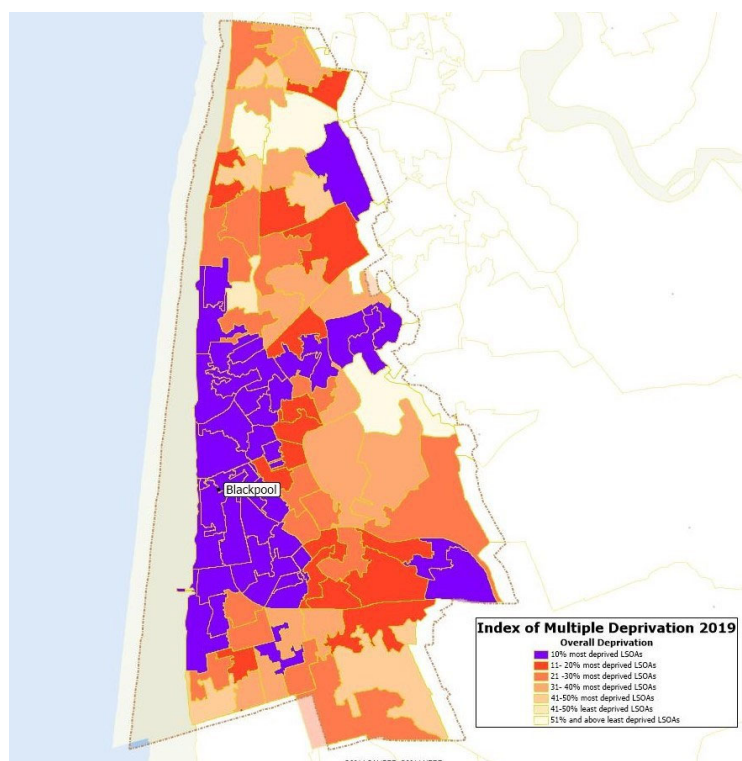 Blackpool
Index of Multiple Deprivation 2019
Overall Deprivation
10% most deprived LSOAs
11- 20% most deprived LSOAs
21 -30% most deprived LSOAs
31- 40% most deprived LSOAs
41-50% most deprived LSOAs
41-50% least deprived LSOAs
51% and above least deprived LSOAs